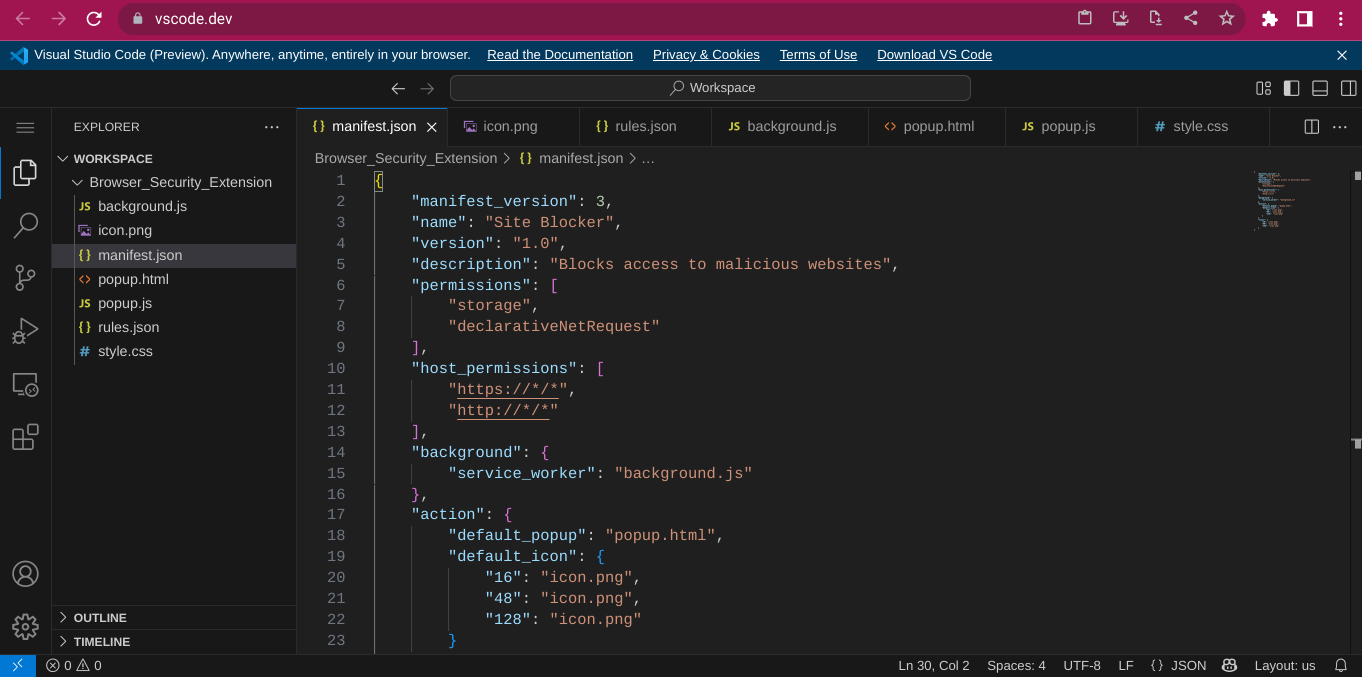 vscode.dev
Visual Studio Code (Preview). Anywhere, anytime, entirely in your browser. Read the Documentation Privacy & Cookies Terms of Use Download VS Code
Workspace
EXPLORER
WORKSPACE
Browser_Security_Extension
JS background.js
icon.png
{} manifest.json
<> popup.html
JS popup.js
{} rules.json
# style.css
OUTLINE
TIMELINE
{} manifest.json icon.png {} rules.json JS background.js <> popup.html JS popup.js # style.css
Browser_Security_Extension > {} manifest.json > ...
1 {
2 "manifest_version": 3,
3 "name": "Site Blocker",
4 "version": "1.0",
5 "description": "Blocks access to malicious websites",
6 "permissions": [
7 "storage",
8 "declarativeNetRequest"
9 ],
10 "host_permissions": [
11 "https://*/*",
12 "http://*/*"
13 ],
14 "background": {
15 "service_worker": "background.js"
16 },
17 "action": {
18 "default_popup": "popup.html",
19 "default_icon": {
20 "16": "icon.png",
21 "48": "icon.png",
22 "128": "icon.png"
23 }
0 0 Ln 30, Col 2 Spaces: 4 UTF-8 LF {} JSON Layout: us